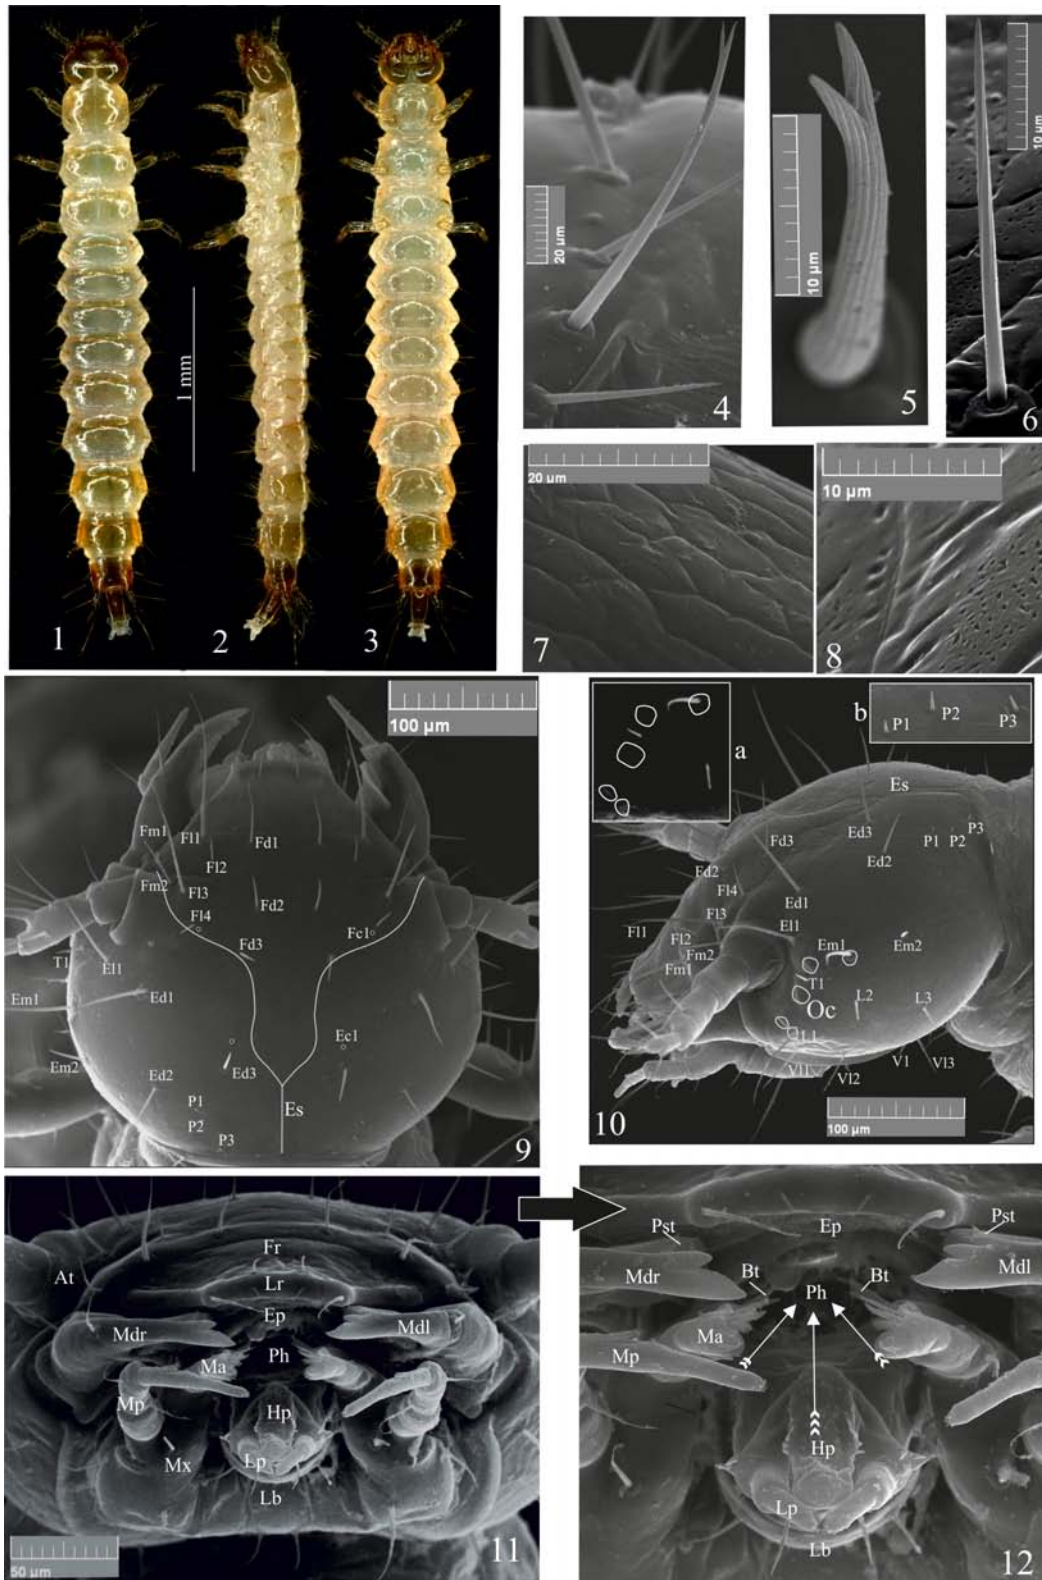 1
2
3
1 mm
20 µm
4
10 µm
5
10 µm
6
20 µm
7
10 µm
8
100 µm
Fm1
Fl1
Fd1
Fl2
Fm2
Fl3
Fd2
Fl4
Fc1
Fd3
T1
El1
Em1
Ed1
Ec1
Em2
Ed3
Ed2
P1
Es
P2
P3
9
a
b
P1
P2
P3
Es
Fd3
Ed3
P1
P2
P3
Ed2
Fd2
Fl4
Ed1
Fl3
Fl1
Fl2
El1
Em1
Em2
Fm2
Fm1
T1
Oc
L2
L3
L1
Vl1
Vl2
V1
Vl3
10
100 µm
Fr
At
Lr
Ep
Mdr
Mdl
Ma
Ph
Mp
Hp
Mx
Lp
Lb
50 µm
11
Ep
Pst
Pst
Mdr
Mdl
Bt
Bt
Ph
Ma
Mp
Hp
Lp
Lb
12